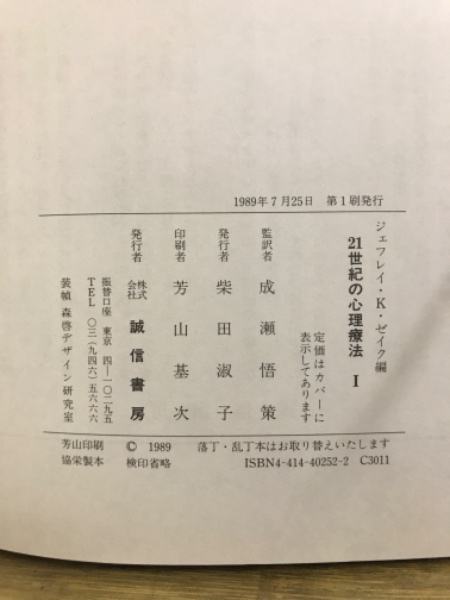 1989年7月25日 第1刷発行
ジェフレイ・K・ゼイク編
21世紀の心理療法 I
定価はカバーに
表示してあります
監訳者 成瀬悟策
発行者 柴田淑子
印刷者 芳山基次
発行者 株式会社 誠信書房
振替口座 東京 四―一〇二九五
TEL 〇三(九四六)五六六六
装幀 森啓デザイン研究室
芳山印刷 © 1989 落丁・乱丁本はお取り替えいたします
協栄製本 検印省略 ISBN4-414-40252-2 C3011